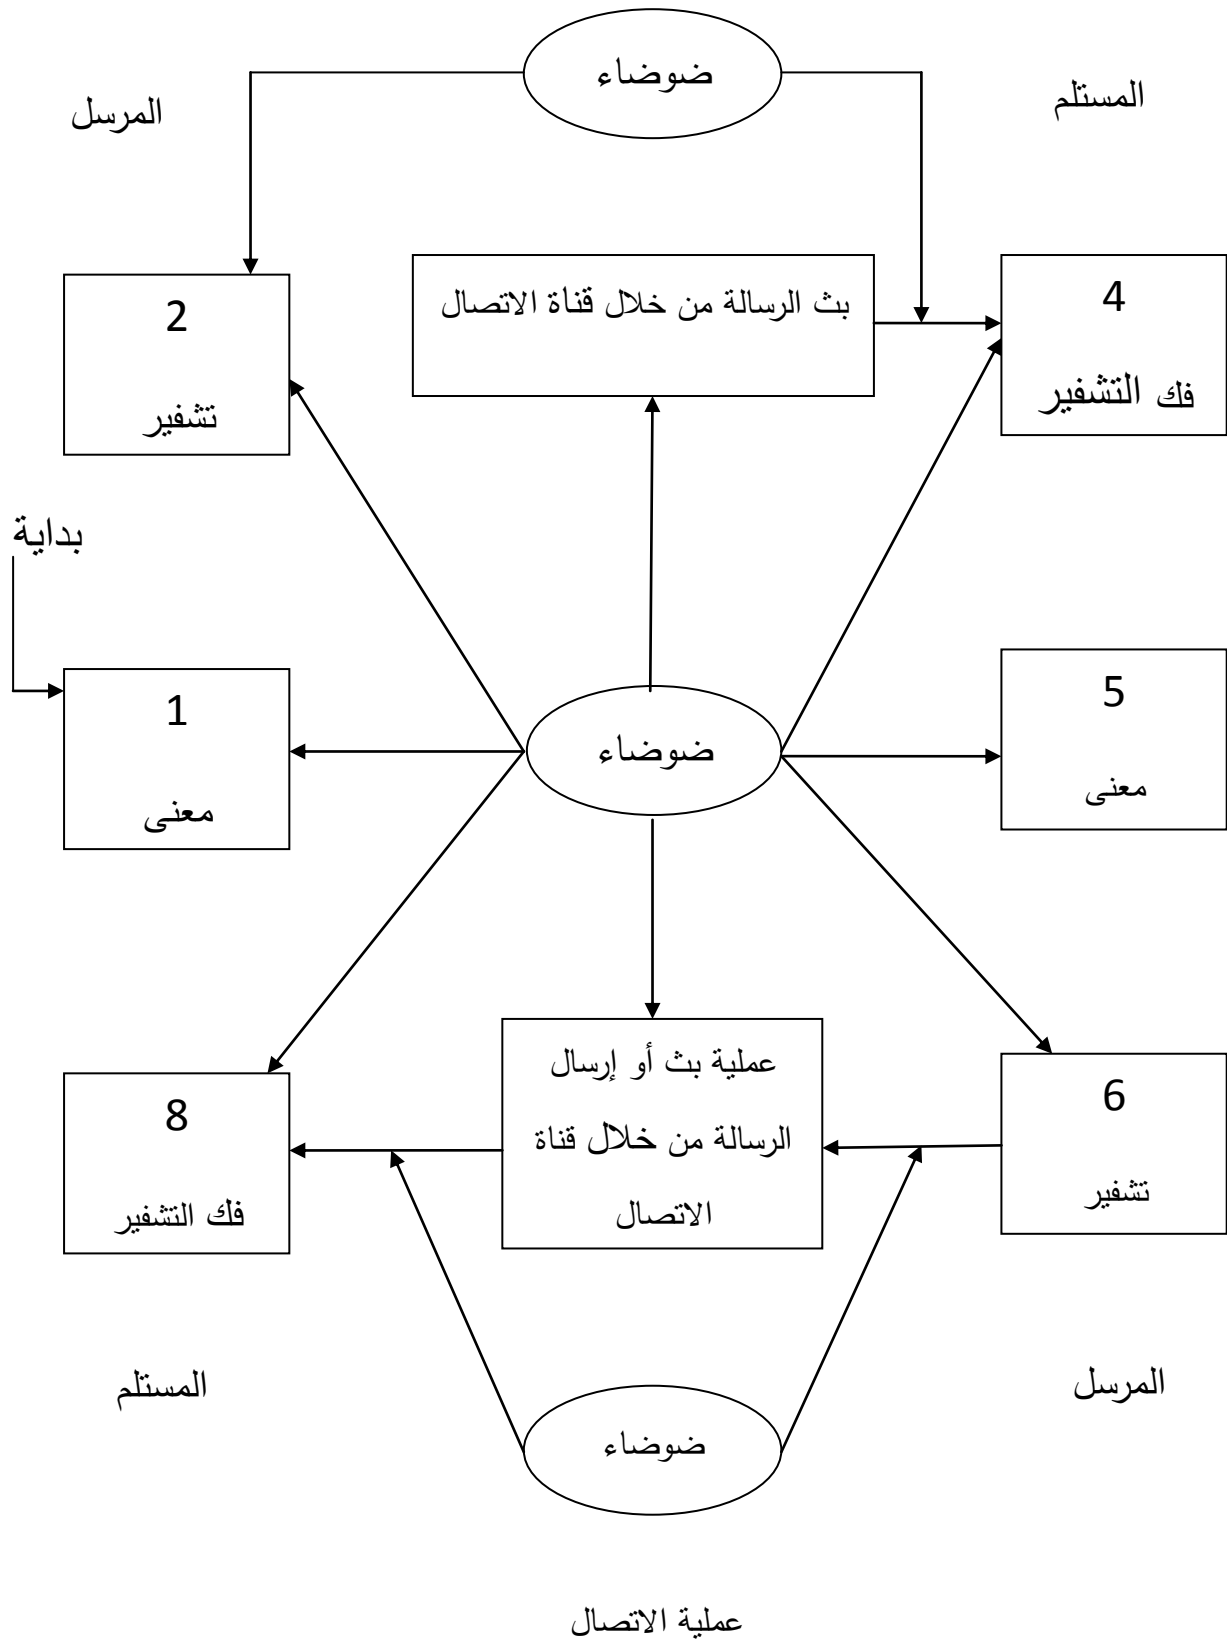 ضوضاء
المستلم
المرسل
4
فك التشفير
بث الرسالة من خلال قناة الاتصال
2
تشفير
بداية
5
معنى
ضوضاء
1
معنى
6
تشفير
عملية بث أو إرسال
الرسالة من خلال قناة
الاتصال
8
فك التشفير
المرسل
المستلم
ضوضاء
عملية الاتصال